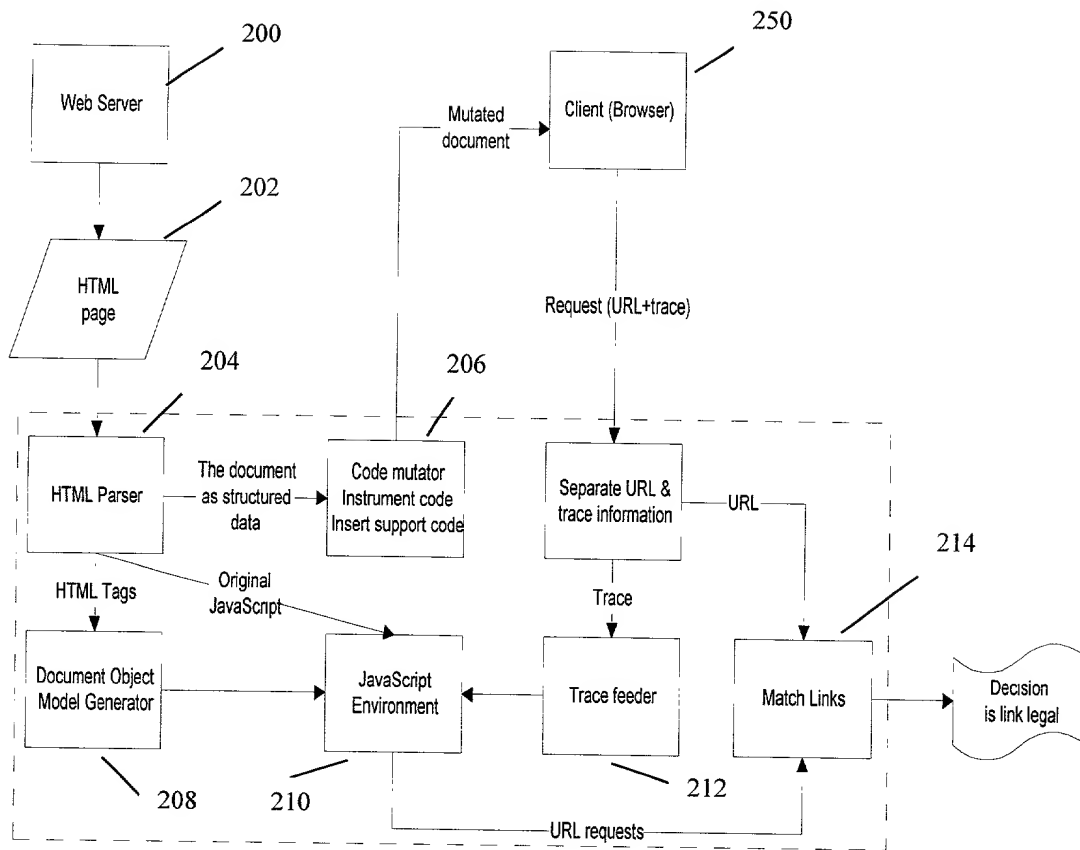 200
250
Web Server
Client (Browser)
Mutated
document
202
HTML
page
Request (URL+trace)
204
206
HTML Parser
The document
as structured
data
Code mutator
Instrument code
Insert support code
Separate URL &
trace information
URL
214
HTML Tags
Original
JavaScript
Trace
Document Object
Model Generator
JavaScript
Environment
Trace feeder
Match Links
Decision
is link legal
208
210
212
URL requests